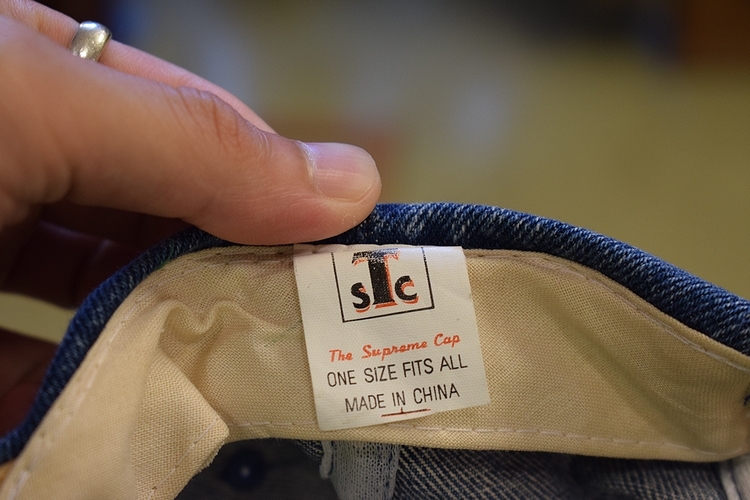 sTc
The Supreme Cap
ONE SIZE FITS ALL
MADE IN CHINA